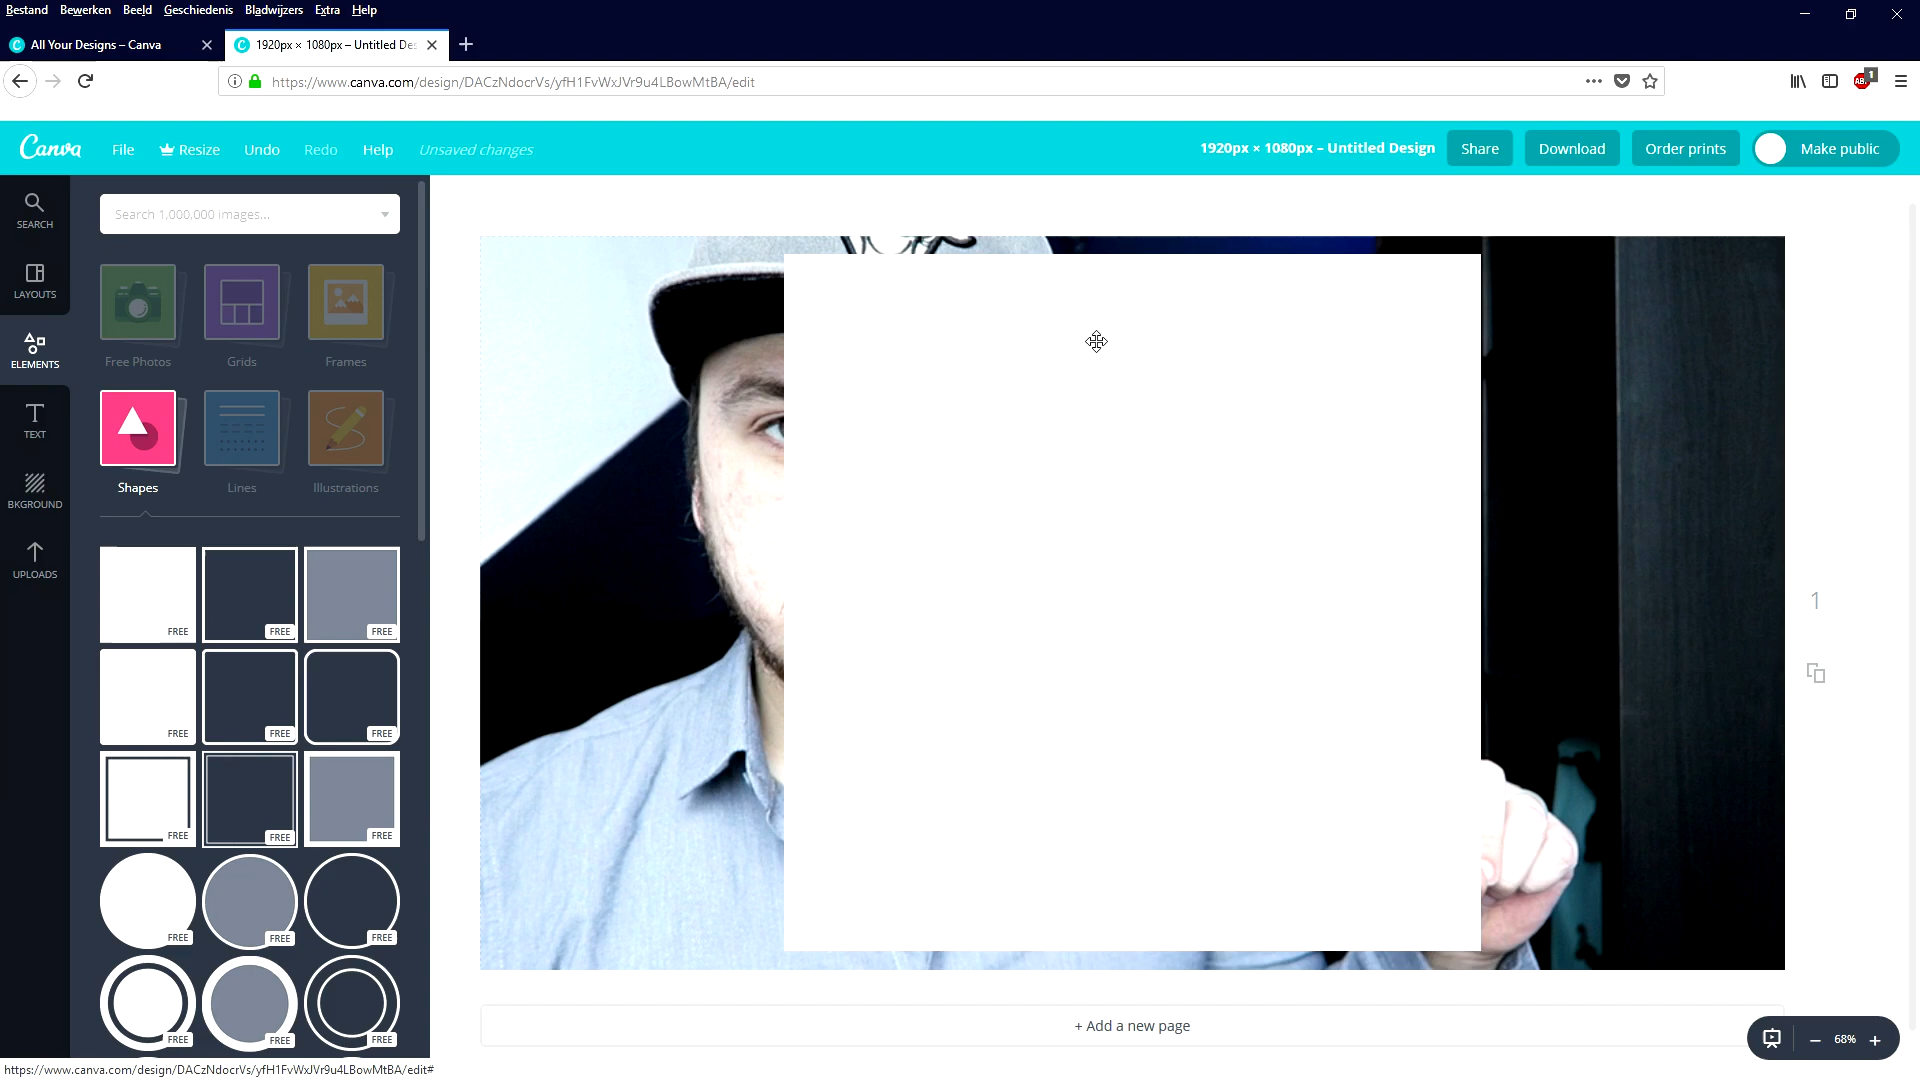 Bestand Bewerken Beeld Geschiedenis Bladwijzers Extra Help
All Your Designs – Canva
1920px × 1080px – Untitled Des
https://www.canva.com/design/DACzNdocrVs/yfH1FvWxJVr9u4LBowMtBA/edit
ABP
1
Canva
File
Resize
Undo
Redo
Help
Unsaved changes
1920px × 1080px – Untitled Design
Share
Download
Order prints
Make public
SEARCH
LAYOUTS
ELEMENTS
TEXT
BKGROUND
UPLOADS
Search 1,000,000 images...
Free Photos
Grids
Frames
Shapes
Lines
Illustrations
FREE FREE FREE
FREE FREE FREE
FREE FREE FREE
FREE FREE FREE
FREE FREE FREE
1
+ Add a new page
68%
https://www.canva.com/design/DACzNdocrVs/yfH1FvWxJVr9u4LBowMtBA/edit#